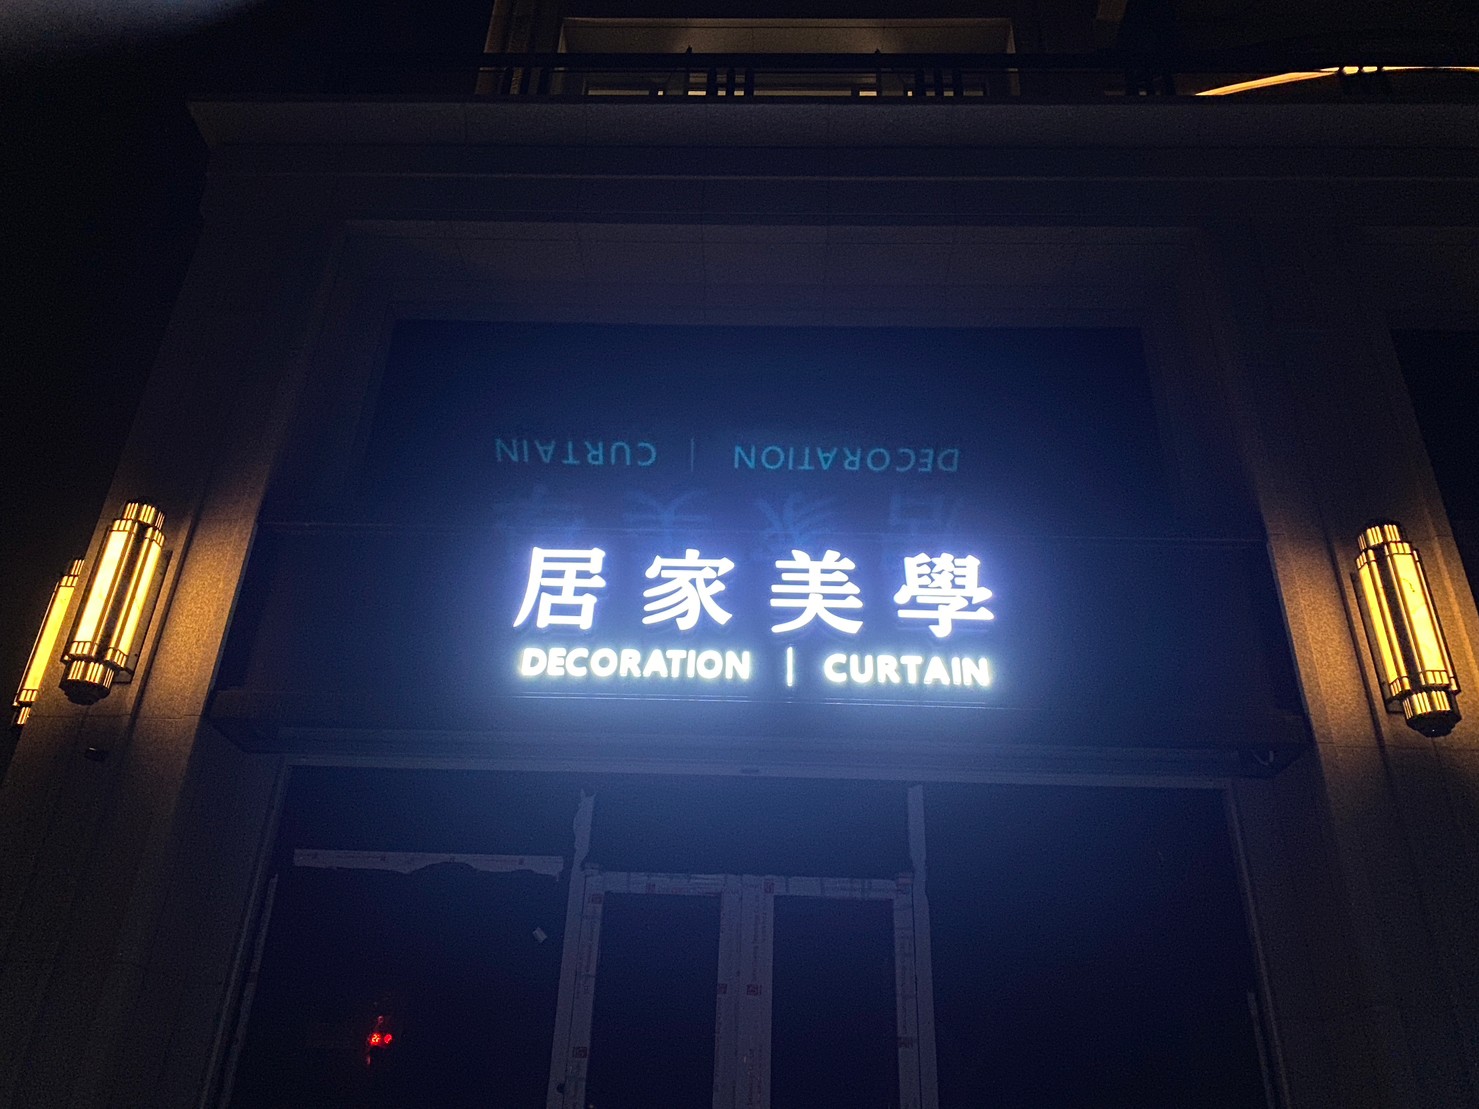 居家美學
DECORATION | CURTAIN